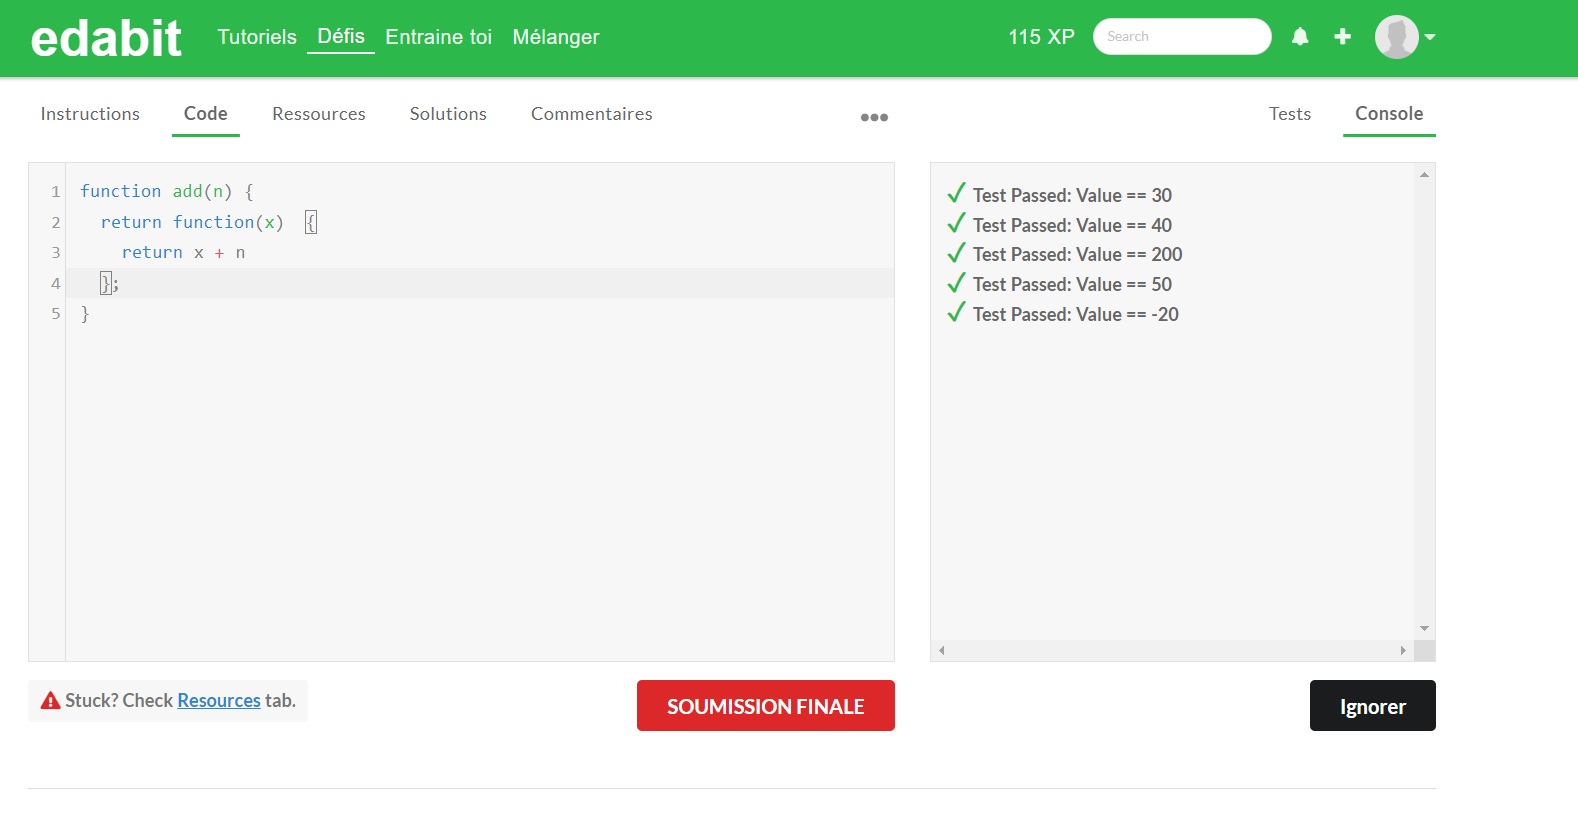 edabit
Tutoriels Défis Entraine toi Mélanger 115 XP Search
Instructions Code Ressources Solutions Commentaires Tests Console
1 function add(n) {
2 return function(x) {
3 return x + n
4 };
5 }
Test Passed: Value == 30
Test Passed: Value == 40
Test Passed: Value == 200
Test Passed: Value == 50
Test Passed: Value == -20
Stuck? Check Resources tab.
SOUMISSION FINALE
Ignorer